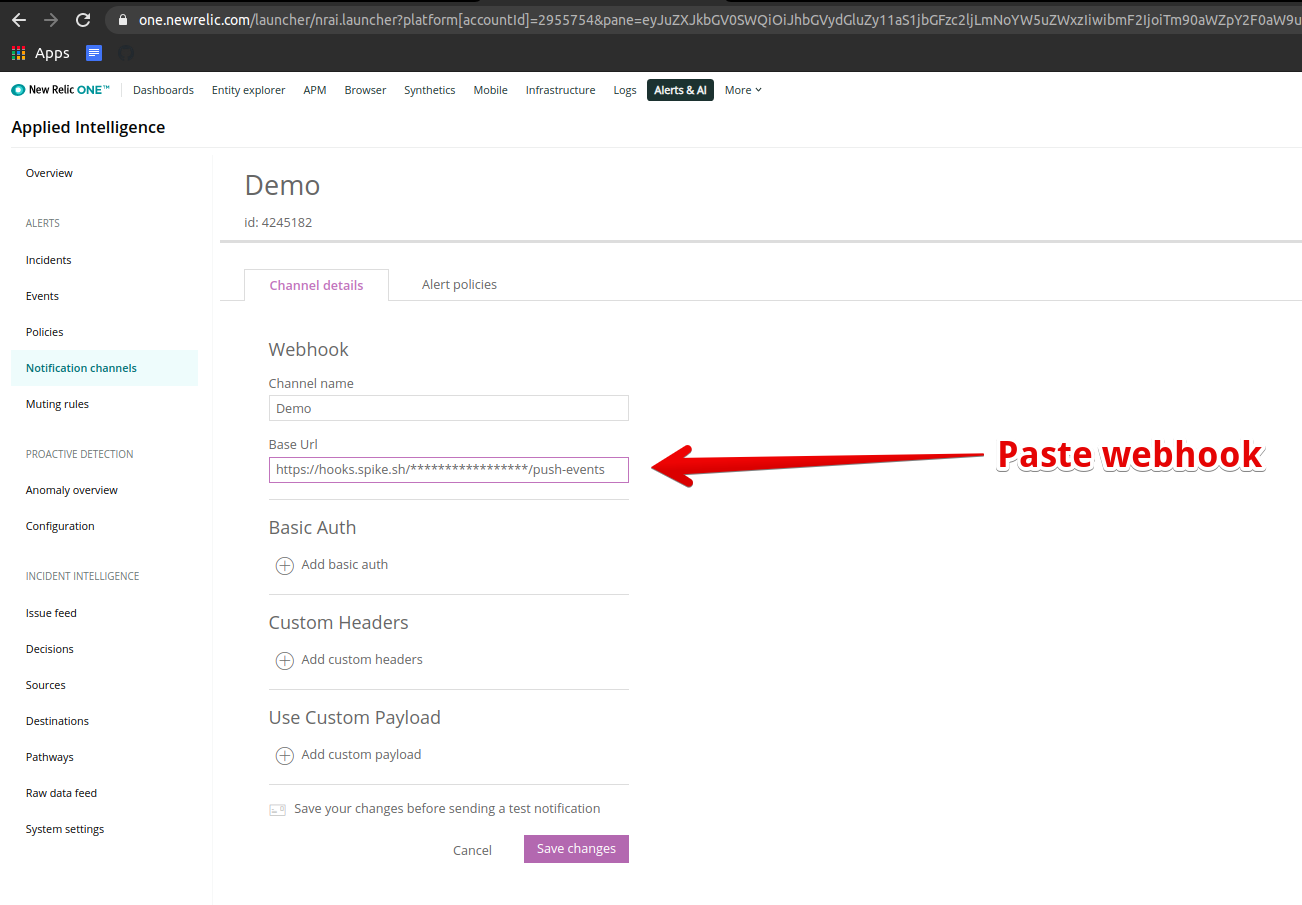 one.newrelic.com/launcher/nrai.launcher?platform[accountId]=2955754&pane=eyJuZXJkbGV0SWQiOiJhbGVydGluZy11aS1jbGFzc2ljLmNoYW5uZWxzIiwibmF2IjoiTm90aWZpY2F0aW9u
Apps
New Relic ONE™ Dashboards Entity explorer APM Browser Synthetics Mobile Infrastructure Logs Alerts & AI More
Applied Intelligence
Overview
ALERTS
Incidents
Events
Policies
Notification channels
Muting rules
PROACTIVE DETECTION
Anomaly overview
Configuration
INCIDENT INTELLIGENCE
Issue feed
Decisions
Sources
Destinations
Pathways
Raw data feed
System settings
Demo
id: 4245182
Channel details Alert policies
Webhook
Channel name
Demo
Base Url
https://hooks.spike.sh/*****************/push-events
Paste webhook
Basic Auth
Add basic auth
Custom Headers
Add custom headers
Use Custom Payload
Add custom payload
Save your changes before sending a test notification
Cancel Save changes